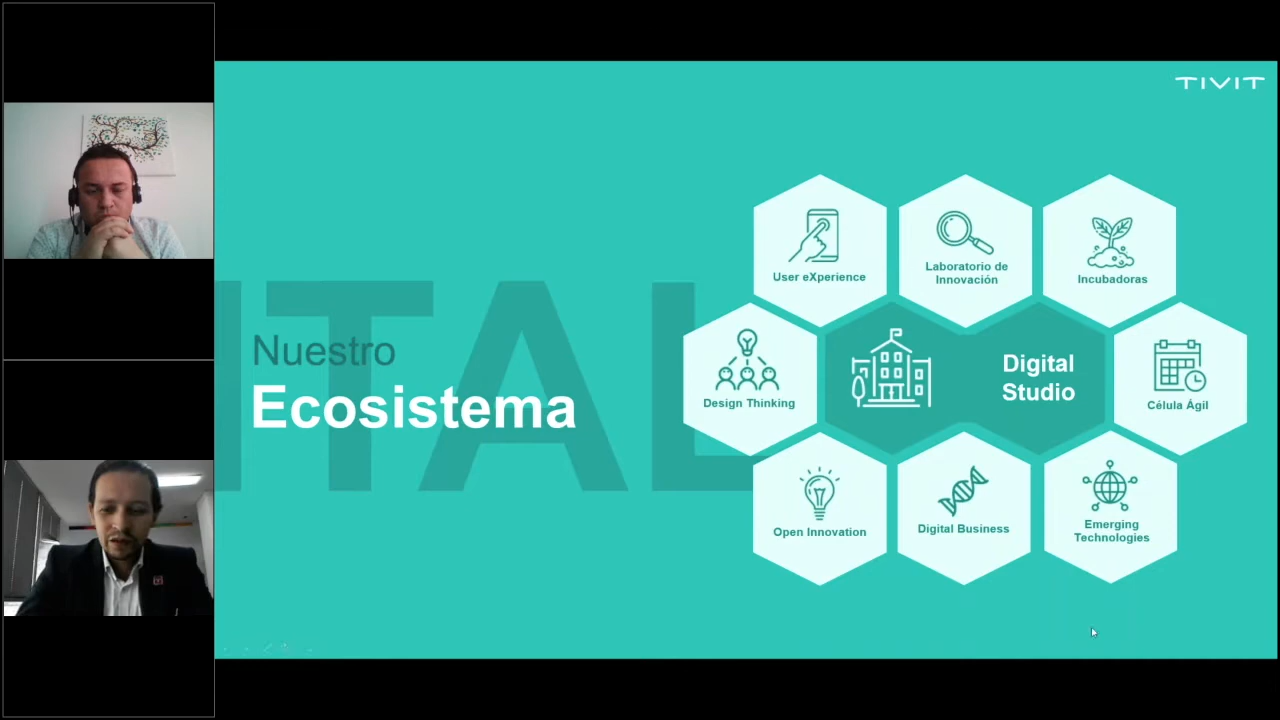 TIVIT
ITAL
Nuestro
Ecosistema
User eXperience
Laboratorio de
Innovación
Incubadoras
Design Thinking
Digital
Studio
Célula Ágil
Open Innovation
Digital Business
Emerging
Technologies